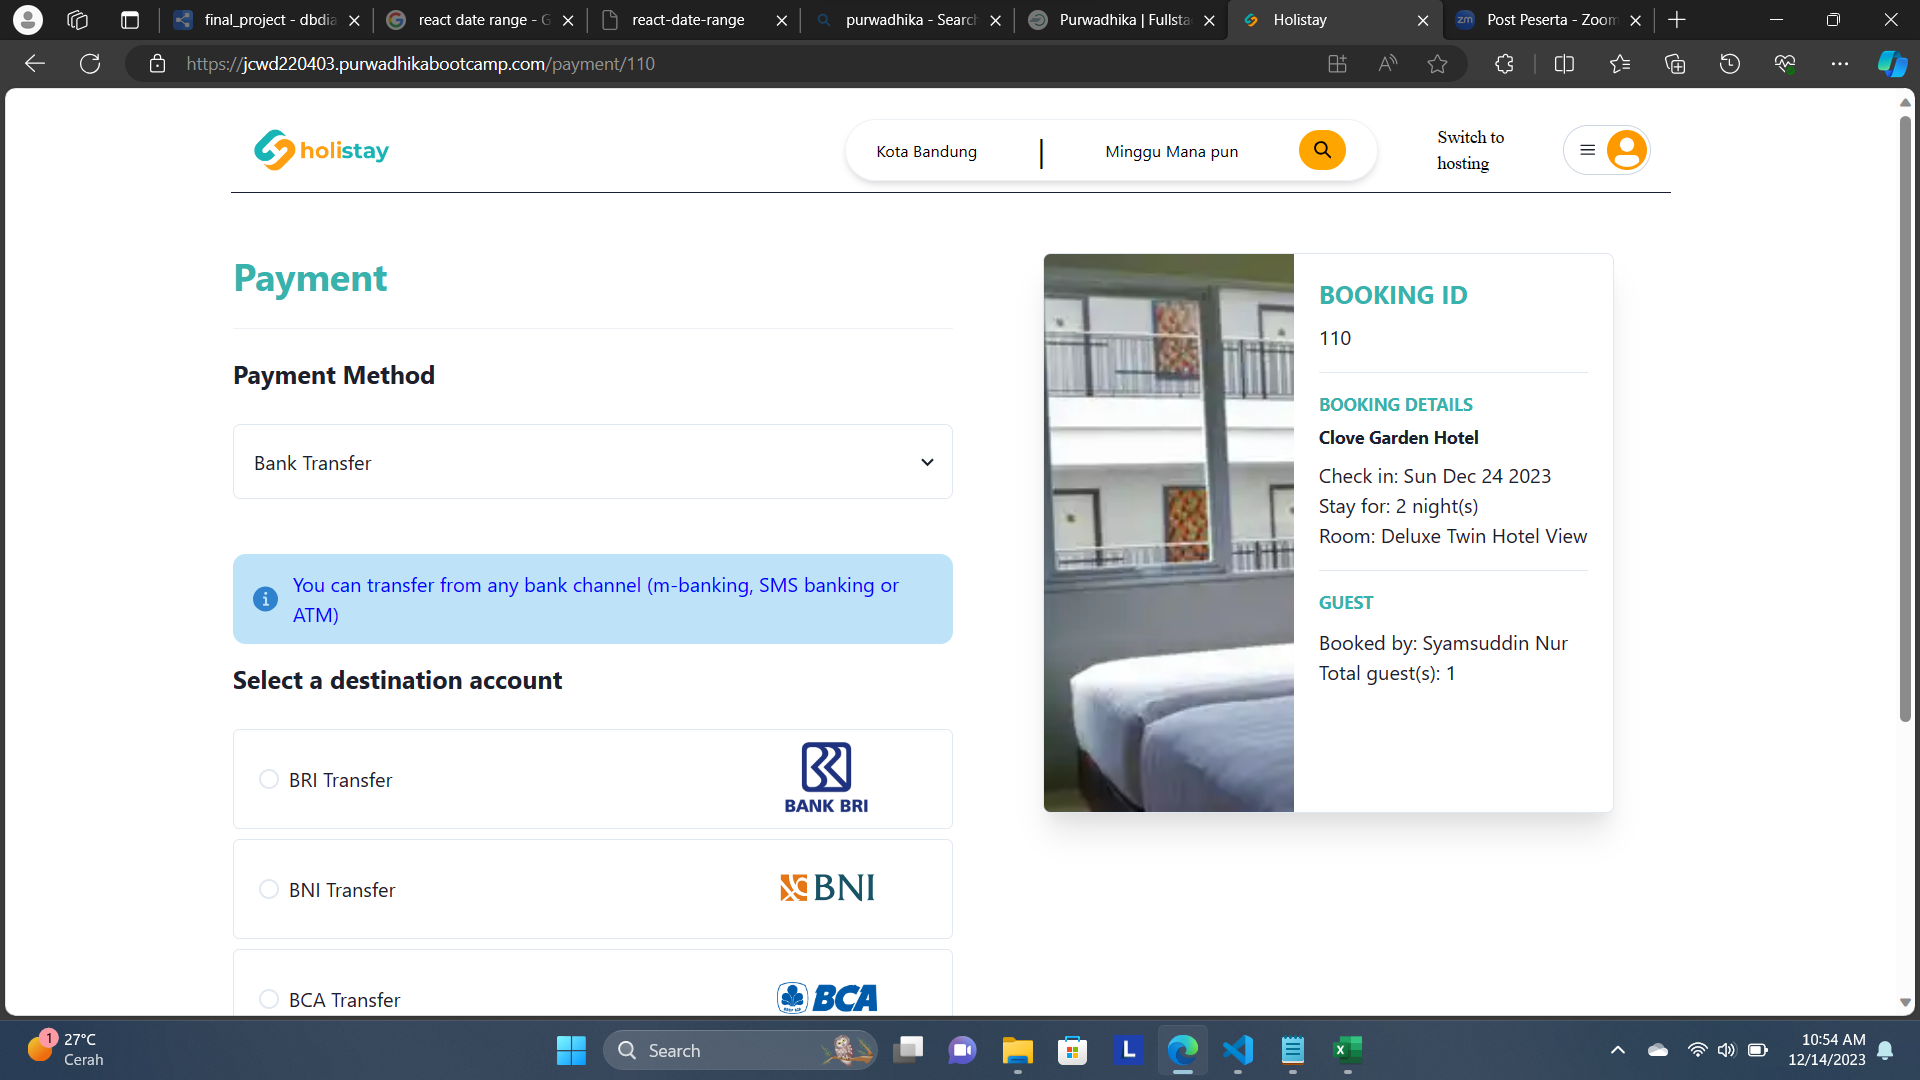 final_project - dbdia
react date range - G
react-date-range
purwadhika - Search
Purwadhika | Fullsta
Holistay
Post Peserta - Zoom
https://jcwd220403.purwadhikabootcamp.com/payment/110
holistay
Kota Bandung
Minggu Mana pun
Switch to
hosting
Payment
Payment Method
Bank Transfer
You can transfer from any bank channel (m-banking, SMS banking or
ATM)
Select a destination account
BRI Transfer
BANK BRI
BNI Transfer
BNI
BCA Transfer
BCA
BOOKING ID
110
BOOKING DETAILS
Clove Garden Hotel
Check in: Sun Dec 24 2023
Stay for: 2 night(s)
Room: Deluxe Twin Hotel View
GUEST
Booked by: Syamsuddin Nur
Total guest(s): 1
1
27°C
Cerah
Search
L
10:54 AM
12/14/2023